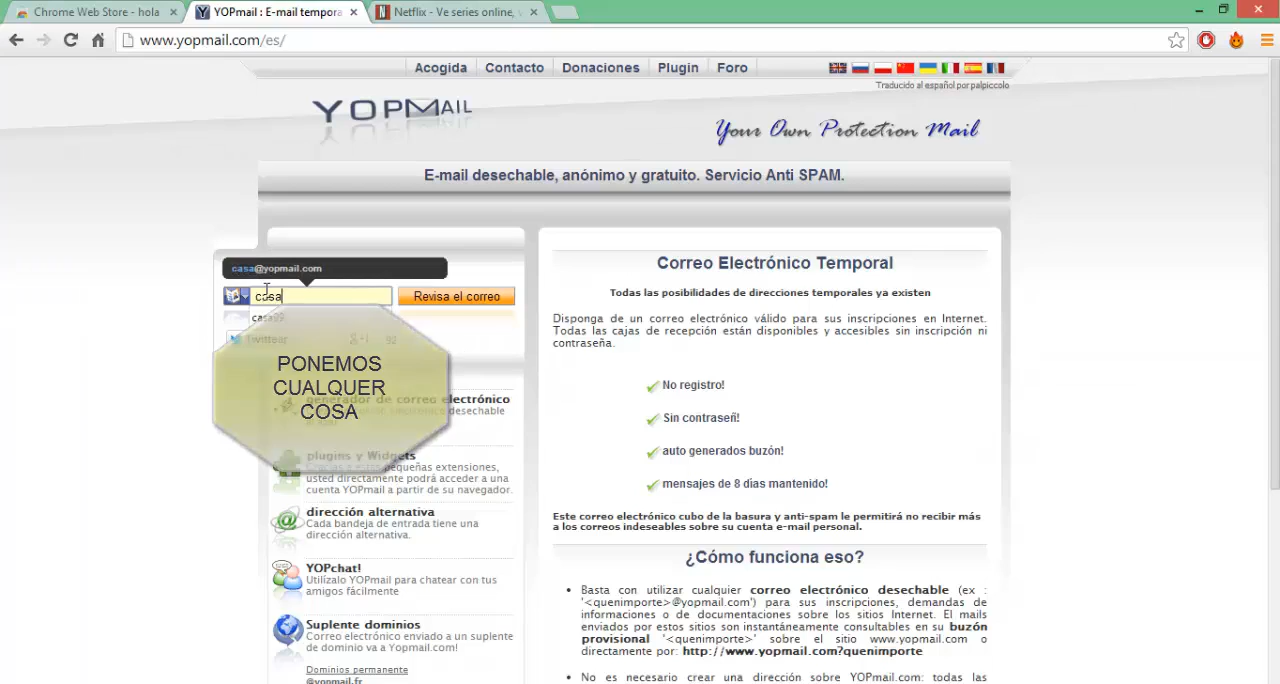 Chrome Web Store - hola
YOPmail : E-mail tempora
Netflix - Ve series online,
www.yopmail.com/es/
Acogida Contacto Donaciones Plugin Foro
Traducido al español por palpiccolo
YOPMAIL
Your Own Protection Mail
E-mail desechable, anónimo y gratuito. Servicio Anti SPAM.
casa@yopmail.com
casa
Revisa el correo
casa99
Twittear
+1 92
PONEMOS
CUALQUER
COSA
generador de correo electrónico
desechable
plugins y Widgets
pequeñas extensiones,
usted directamente podrá acceder a una
cuenta YOPmail a partir de su navegador.
dirección alternativa
Cada bandeja de entrada tiene una
dirección alternativa.
YOPchat!
Utilízalo YOPmail para chatear con tus
amigos fácilmente
Suplente dominios
Correo electrónico enviado a un suplente
de dominio va a Yopmail.com!
Dominios permanente
@yopmail.fr
Correo Electrónico Temporal
Todas las posibilidades de direcciones temporales ya existen
Disponga de un correo electrónico válido para sus inscripciones en Internet.
Todas las cajas de recepción están disponibles y accesibles sin inscripción ni
contraseña.
No registro!
Sin contraseñ!
auto generados buzón!
mensajes de 8 días mantenido!
Este correo electrónico cubo de la basura y anti-spam le permitirá no recibir más
a los correos indeseables sobre su cuenta e-mail personal.
¿Cómo funciona eso?
• Basta con utilizar cualquier correo electrónico desechable (ex :
'<quenimporte>@yopmail.com') para sus inscripciones, demandas de
informaciones o de documentaciones sobre los sitios Internet. El mails
enviados por estos sitios son instantáneamente consultables en su buzón
provisional '<quenimporte>' sobre el sitio www.yopmail.com o
directamente por: http://www.yopmail.com?quenimporte
• No es necesario crear una dirección sobre YOPmail.com: todas las